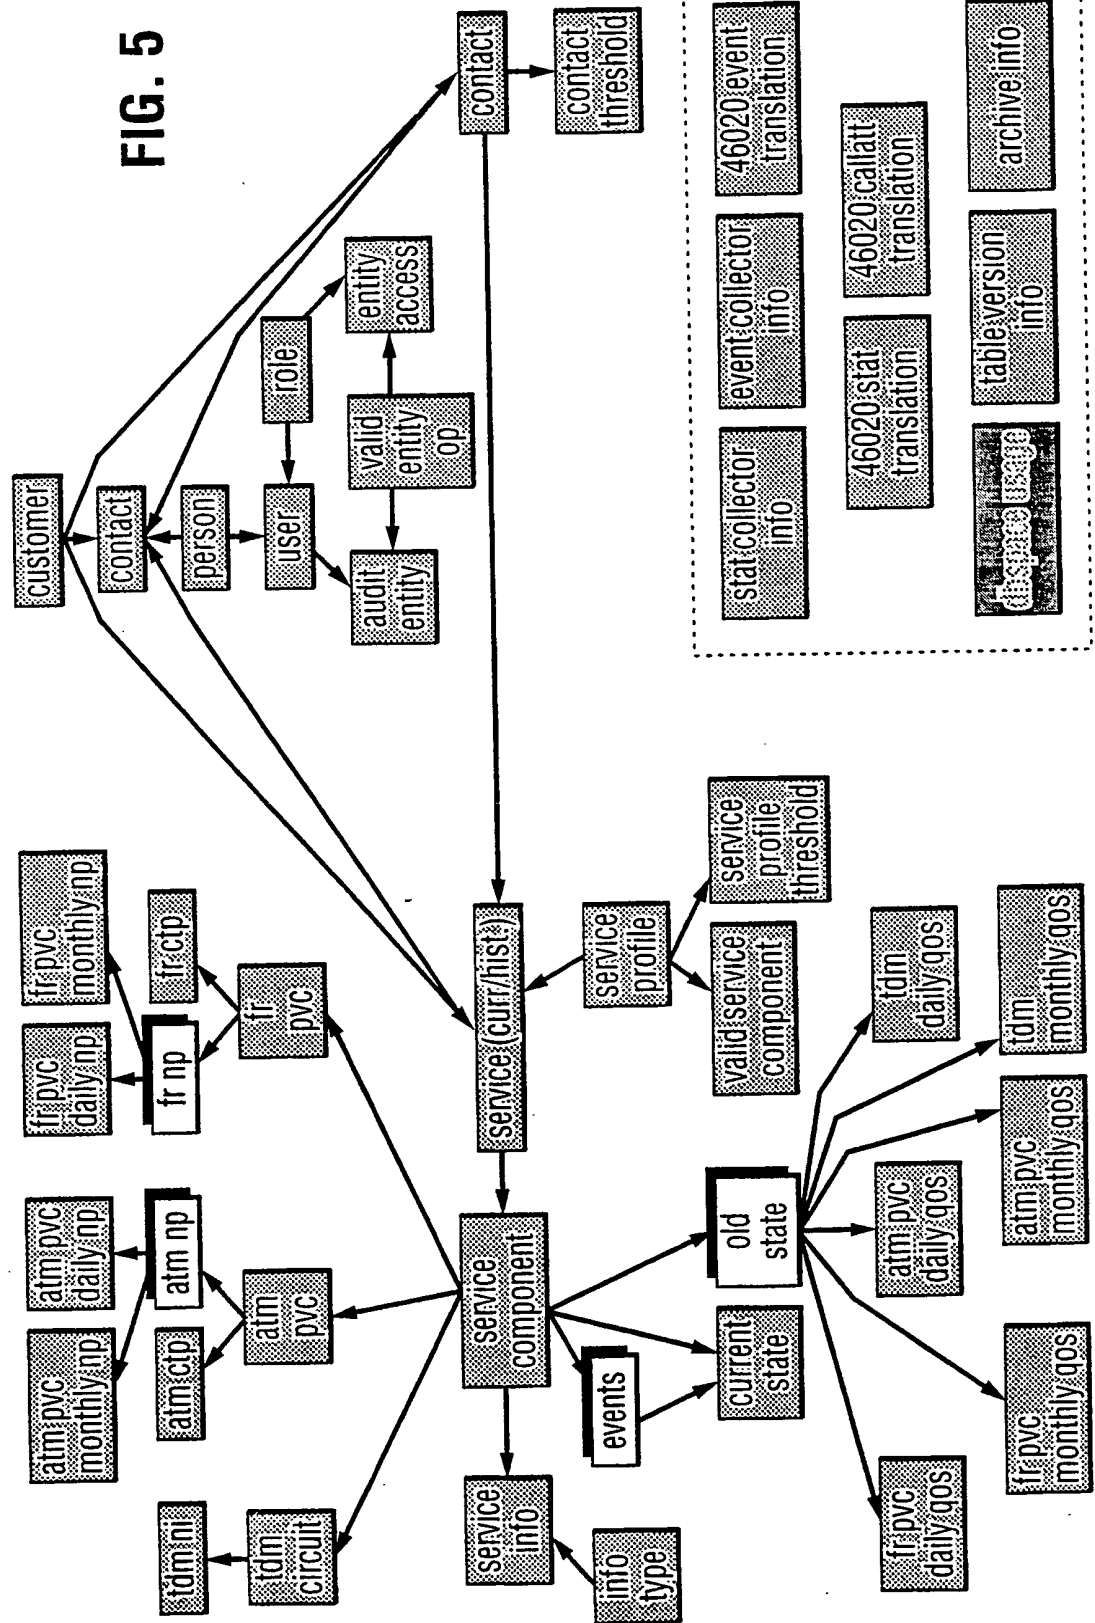 FIG. 5
tdm ni
tdm
circuit
atm pvc
monthly np
atm pvc
daily np
atm ctp
atm np
atm
pvc
fr pvc
daily np
fr pvc
monthly np
fr np
fr ctp
fr
pvc
customer
contact
person
user
role
audit
entity
valid
entity
op
entity
access
contact
contact
threshold
service
info
info
type
service
component
service (curr/hist)
events
current
state
old
state
service
profile
valid service
component
service
profile
threshold
fr pvc
daily qos
fr pvc
monthly qos
atm pvc
daily qos
atm pvc
monthly qos
tdm
daily qos
tdm
monthly qos
stat collector
info
event collector
info
46020 event
translation
46020 stat
translation
46020 callatt
translation
dbspace usage
table version
info
archive info